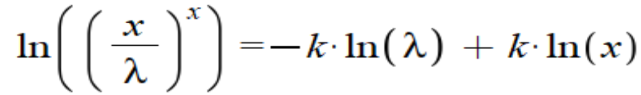 ln((x/λ)^x) = -k·ln(λ) + k·ln(x)